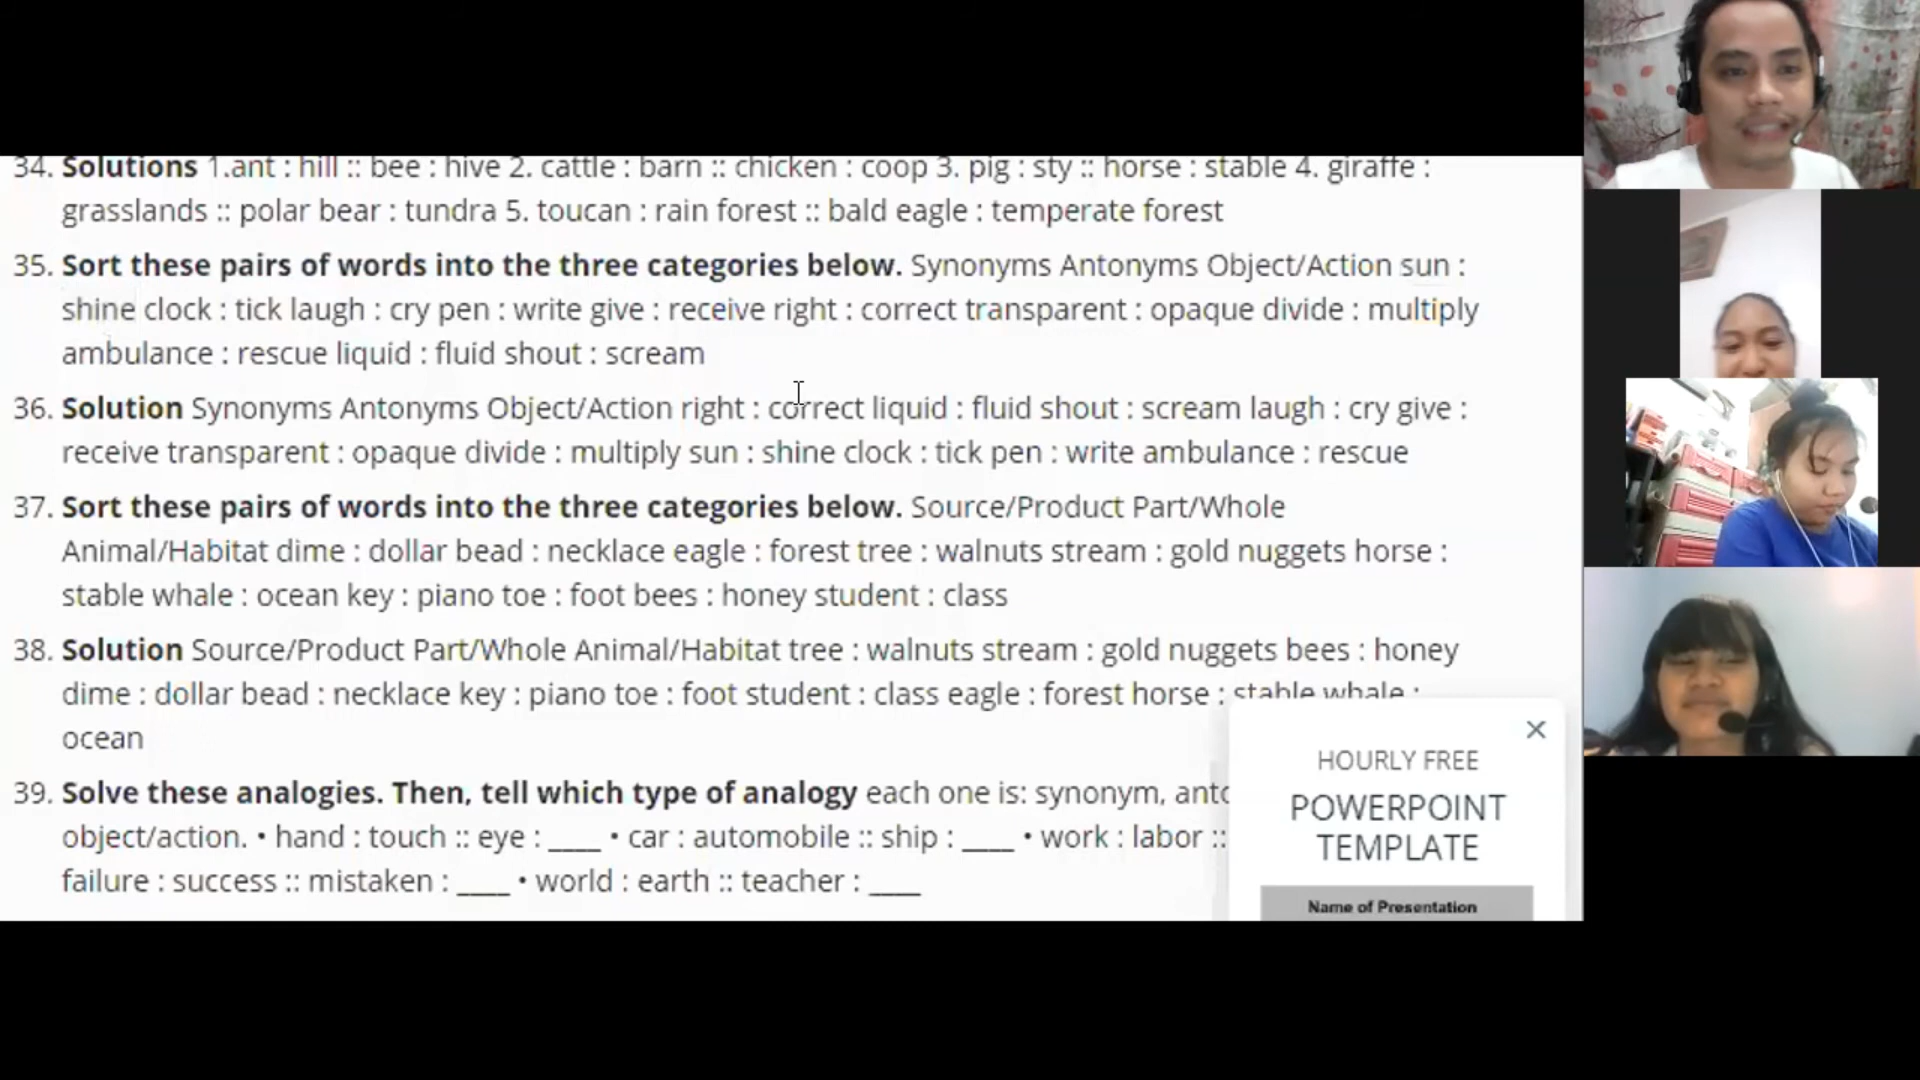 34. Solutions 1.ant : hill :: bee : hive 2. cattle : barn :: chicken : coop 3. pig : sty :: horse : stable 4. giraffe :
grasslands :: polar bear : tundra 5. toucan : rain forest :: bald eagle : temperate forest
35. Sort these pairs of words into the three categories below. Synonyms Antonyms Object/Action sun :
shine clock : tick laugh : cry pen : write give : receive right : correct transparent : opaque divide : multiply
ambulance : rescue liquid : fluid shout : scream
36. Solution Synonyms Antonyms Object/Action right : correct liquid : fluid shout : scream laugh : cry give :
receive transparent : opaque divide : multiply sun : shine clock : tick pen : write ambulance : rescue
37. Sort these pairs of words into the three categories below. Source/Product Part/Whole
Animal/Habitat dime : dollar bead : necklace eagle : forest tree : walnuts stream : gold nuggets horse :
stable whale : ocean key : piano toe : foot bees : honey student : class
38. Solution Source/Product Part/Whole Animal/Habitat tree : walnuts stream : gold nuggets bees : honey
dime : dollar bead : necklace key : piano toe : foot student : class eagle : forest horse : stable whale :
ocean
39. Solve these analogies. Then, tell which type of analogy each one is: synonym,
object/action. • hand : touch :: eye : ____ • car : automobile :: ship : ____ • work : labor ::
failure : success :: mistaken : ____ • world : earth :: teacher : ____
HOURLY FREE
POWERPOINT
TEMPLATE
Name of Presentation